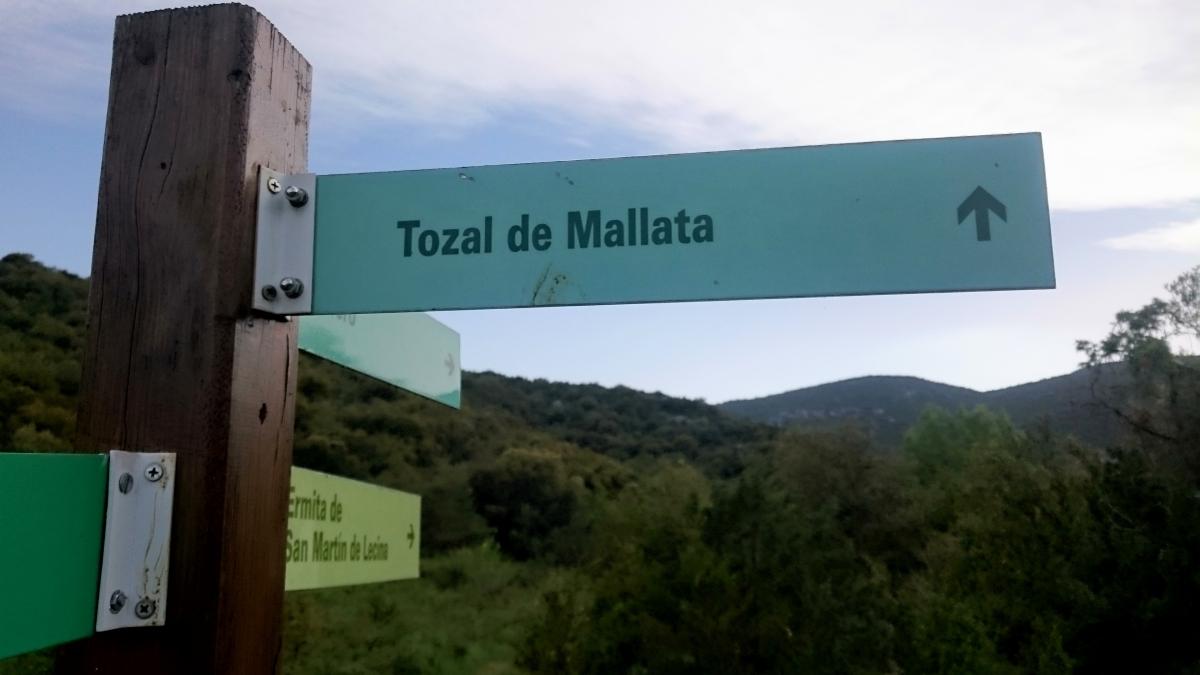 Tozal de Mallata
Ermita de
San Martín de Lecina